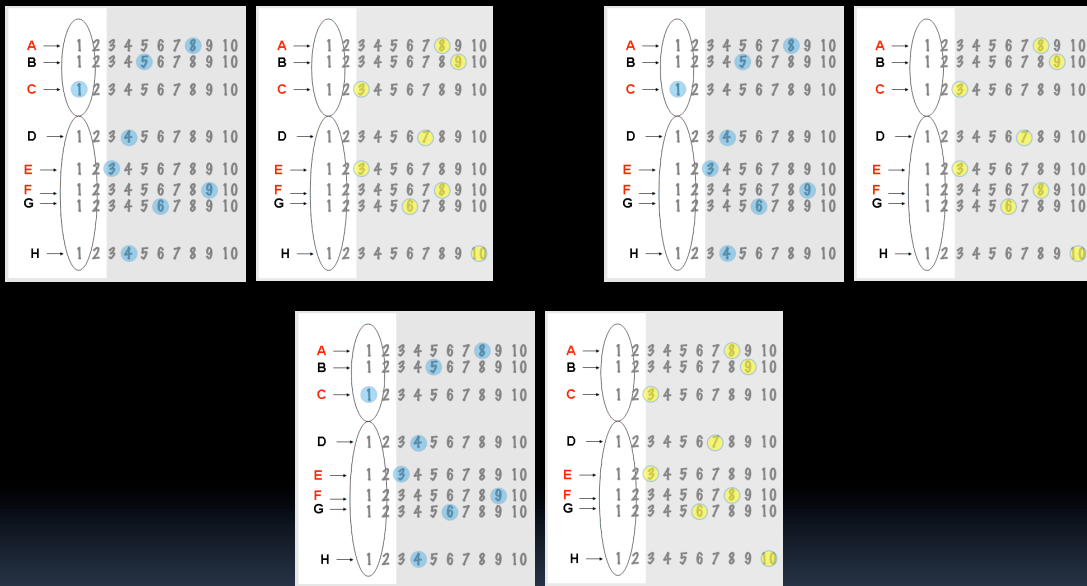 A 1 2 3 4 5 6 7 8 9 10
B 1 2 3 4 5 6 7 8 9 10
C 1 2 3 4 5 6 7 8 9 10
D 1 2 3 4 5 6 7 8 9 10
E 1 2 3 4 5 6 7 8 9 10
F 1 2 3 4 5 6 7 8 9 10
G 1 2 3 4 5 6 7 8 9 10
H 1 2 3 4 5 6 7 8 9 10
A 1 2 3 4 5 6 7 8 9 10
B 1 2 3 4 5 6 7 8 9 10
C 1 2 3 4 5 6 7 8 9 10
D 1 2 3 4 5 6 7 8 9 10
E 1 2 3 4 5 6 7 8 9 10
F 1 2 3 4 5 6 7 8 9 10
G 1 2 3 4 5 6 7 8 9 10
H 1 2 3 4 5 6 7 8 9 10
A 1 2 3 4 5 6 7 8 9 10
B 1 2 3 4 5 6 7 8 9 10
C 1 2 3 4 5 6 7 8 9 10
D 1 2 3 4 5 6 7 8 9 10
E 1 2 3 4 5 6 7 8 9 10
F 1 2 3 4 5 6 7 8 9 10
G 1 2 3 4 5 6 7 8 9 10
H 1 2 3 4 5 6 7 8 9 10
A 1 2 3 4 5 6 7 8 9 10
B 1 2 3 4 5 6 7 8 9 10
C 1 2 3 4 5 6 7 8 9 10
D 1 2 3 4 5 6 7 8 9 10
E 1 2 3 4 5 6 7 8 9 10
F 1 2 3 4 5 6 7 8 9 10
G 1 2 3 4 5 6 7 8 9 10
H 1 2 3 4 5 6 7 8 9 10
A 1 2 3 4 5 6 7 8 9 10
B 1 2 3 4 5 6 7 8 9 10
C 1 2 3 4 5 6 7 8 9 10
D 1 2 3 4 5 6 7 8 9 10
E 1 2 3 4 5 6 7 8 9 10
F 1 2 3 4 5 6 7 8 9 10
G 1 2 3 4 5 6 7 8 9 10
H 1 2 3 4 5 6 7 8 9 10
A 1 2 3 4 5 6 7 8 9 10
B 1 2 3 4 5 6 7 8 9 10
C 1 2 3 4 5 6 7 8 9 10
D 1 2 3 4 5 6 7 8 9 10
E 1 2 3 4 5 6 7 8 9 10
F 1 2 3 4 5 6 7 8 9 10
G 1 2 3 4 5 6 7 8 9 10
H 1 2 3 4 5 6 7 8 9 10